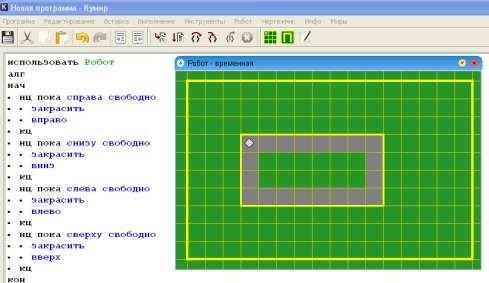 Новая программа - Кумир
Программа Редактирование Вставка Выполнение Инструменты Робот Чертежник Инфо Миры
использовать Робот
Робот - временная
алг
нач
• нц пока справа свободно
• • закрасить
• • вправо
• кц
• нц пока снизу свободно
• • закрасить
• • вниз
• кц
• нц пока слева свободно
• • закрасить
• • влево
• кц
• нц пока сверху свободно
• • закрасить
• • вверх
• кц
кон